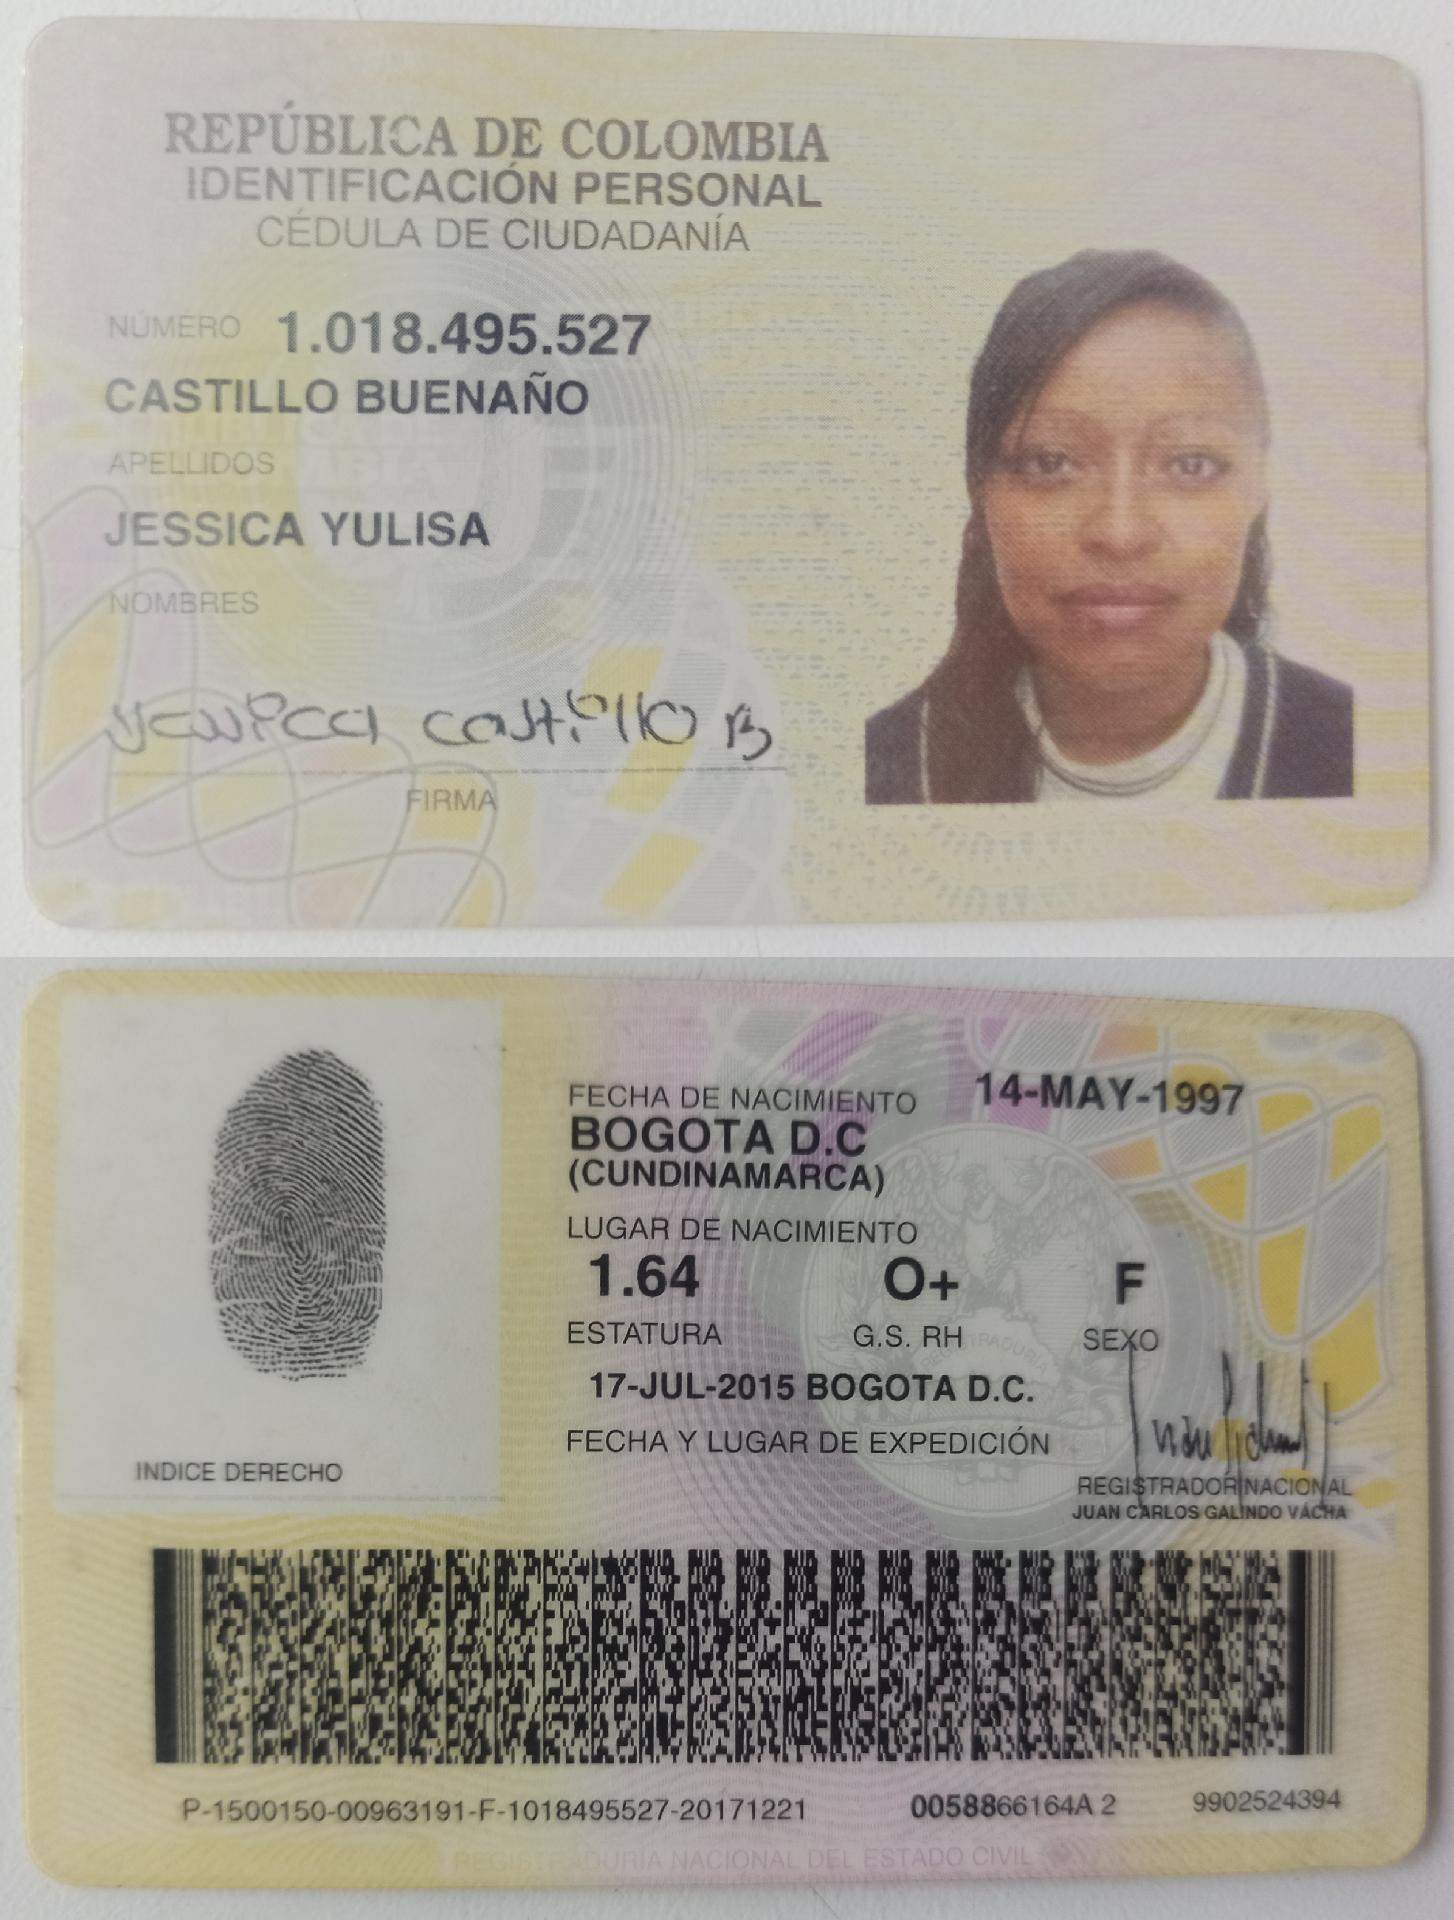 REPÚBLICA DE COLOMBIA
IDENTIFICACIÓN PERSONAL
CÉDULA DE CIUDADANÍA
NÚMERO 1.018.495.527
CASTILLO BUENAÑO
APELLIDOS
JESSICA YULISA
NOMBRES
Jessica Castillo B
FIRMA
FECHA DE NACIMIENTO 14-MAY-1997
BOGOTA D.C
(CUNDINAMARCA)
LUGAR DE NACIMIENTO
1.64 O+ F
ESTATURA G.S. RH SEXO
17-JUL-2015 BOGOTA D.C.
FECHA Y LUGAR DE EXPEDICIÓN
INDICE DERECHO
REGISTRADOR NACIONAL
JUAN CARLOS GALINDO VÁCHA
P-1500150-00963191-F-1018495527-20171221 0058866164A 2 9902524394
REGISTRADURÍA NACIONAL DEL ESTADO CIVIL